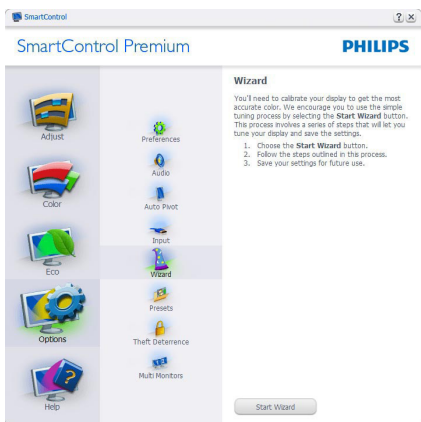 SmartControl
? x
SmartControl Premium
PHILIPS
Adjust
Color
Eco
Options
Help
Preferences
Audio
Auto Pivot
Input
Wizard
Presets
Theft Deterrence
Multi Monitors
Wizard
You'll need to calibrate your display to get the most
accurate color. We encourage you to use the simple
tuning process by selecting the Start Wizard button.
This process involves a series of steps that will let you
tune your display and save the settings.
1. Choose the Start Wizard button.
2. Follow the steps outlined in this process.
3. Save your settings for future use.
Start Wizard